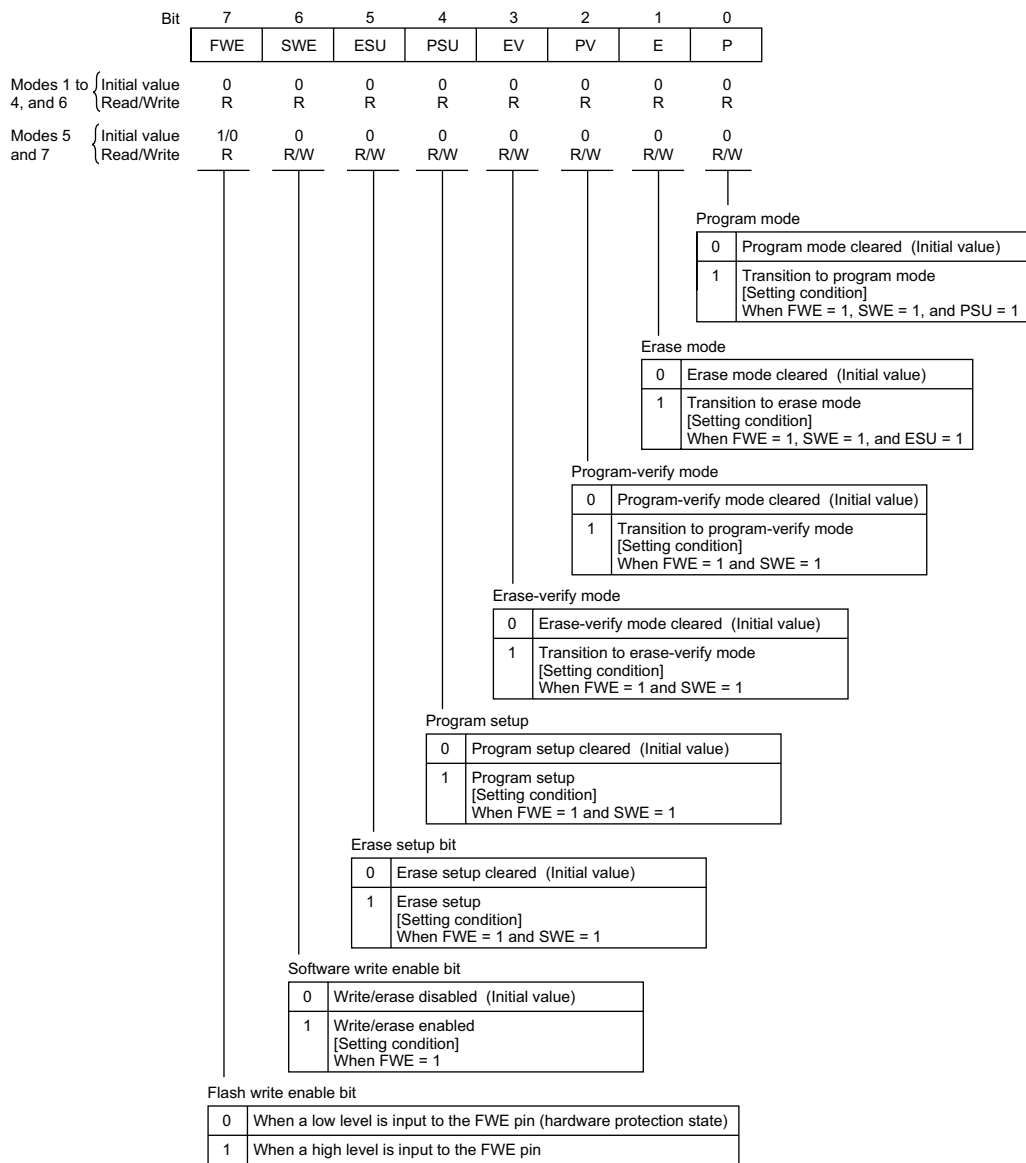 Bit 7 6 5 4 3 2 1 0
FWE SWE ESU PSU EV PV E P
Modes 1 to 4, and 6 Initial value 0 0 0 0 0 0 0 0
Read/Write R R R R R R R R
Modes 5 and 7 Initial value 1/0 0 0 0 0 0 0 0
Read/Write R R/W R/W R/W R/W R/W R/W R/W
Program mode
0 Program mode cleared (Initial value)
1 Transition to program mode
[Setting condition]
When FWE = 1, SWE = 1, and PSU = 1
Erase mode
0 Erase mode cleared (Initial value)
1 Transition to erase mode
[Setting condition]
When FWE = 1, SWE = 1, and ESU = 1
Program-verify mode
0 Program-verify mode cleared (Initial value)
1 Transition to program-verify mode
[Setting condition]
When FWE = 1 and SWE = 1
Erase-verify mode
0 Erase-verify mode cleared (Initial value)
1 Transition to erase-verify mode
[Setting condition]
When FWE = 1 and SWE = 1
Program setup
0 Program setup cleared (Initial value)
1 Program setup
[Setting condition]
When FWE = 1 and SWE = 1
Erase setup bit
0 Erase setup cleared (Initial value)
1 Erase setup
[Setting condition]
When FWE = 1 and SWE = 1
Software write enable bit
0 Write/erase disabled (Initial value)
1 Write/erase enabled
[Setting condition]
When FWE = 1
Flash write enable bit
0 When a low level is input to the FWE pin (hardware protection state)
1 When a high level is input to the FWE pin